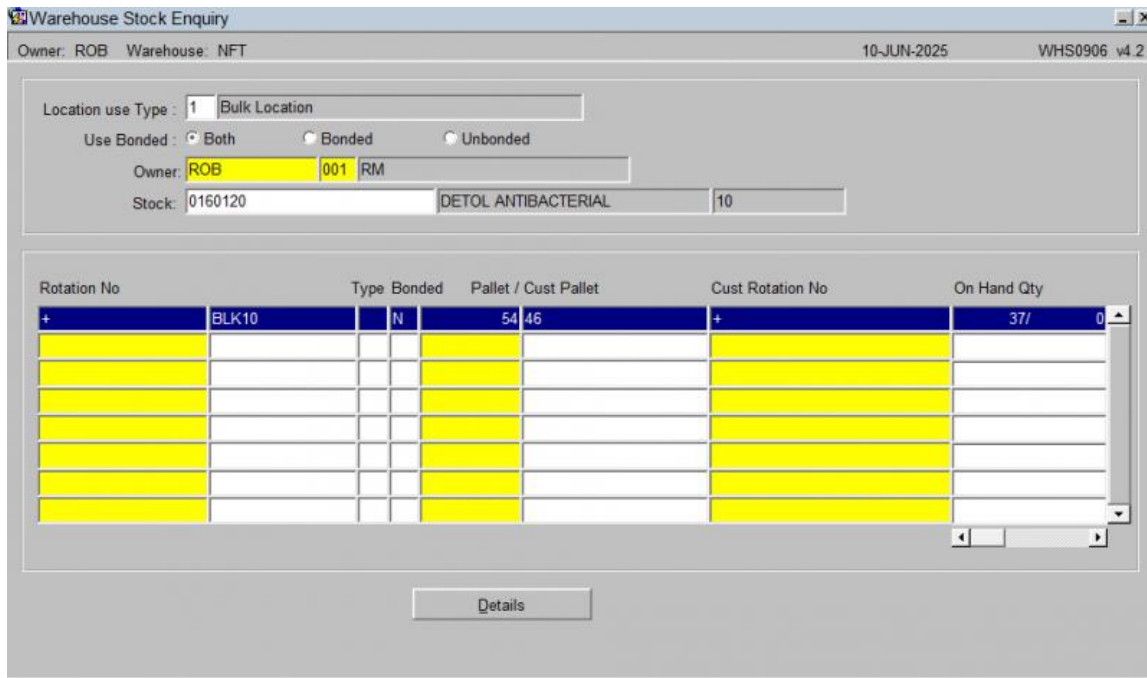 Warehouse Stock Enquiry
Owner: ROB Warehouse: NFT 10-JUN-2025 WHS0906 v4.2
Location use Type : 1 Bulk Location
Use Bonded : Both Bonded Unbonded
Owner: ROB 001 RM
Stock: 0160120 DETOL ANTIBACTERIAL 10
Rotation No Type Bonded Pallet / Cust Pallet Cust Rotation No On Hand Qty
+ BLK10 N 54 46 + 37/ 0
Details